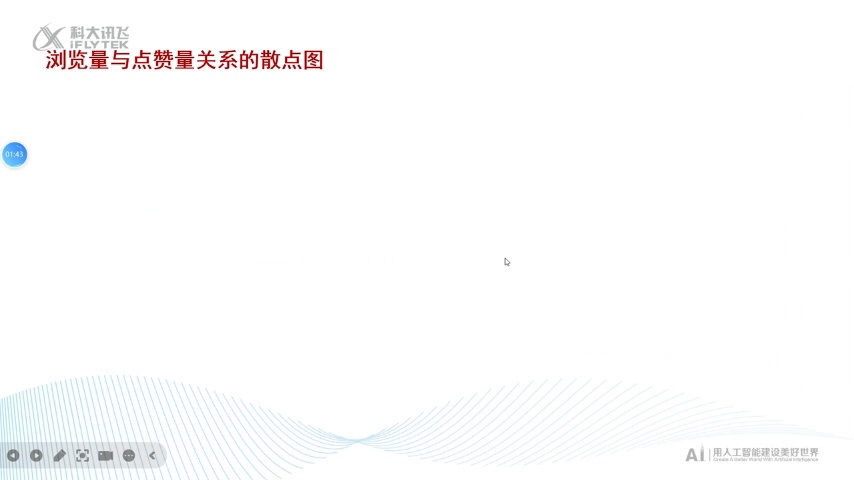 科大讯飞
iFLYTEK
浏览量与点赞量关系的散点图
01:43
AI 用人工智能建设美好世界
Create A Better World With Artificial Intelligence